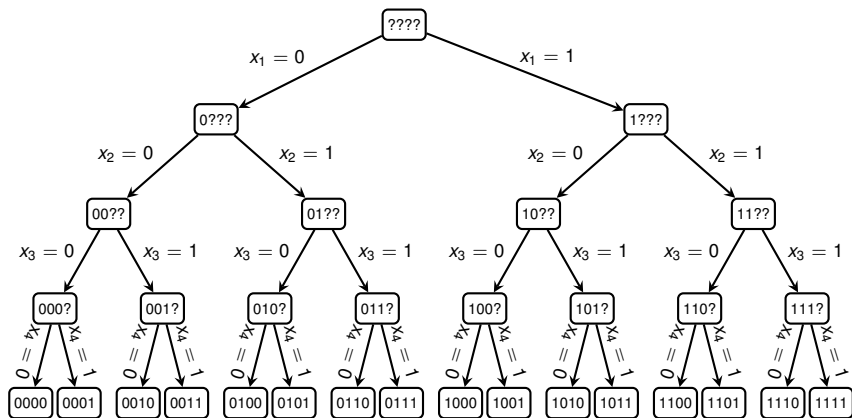 ????
x₁ = 0 x₁ = 1
0??? 1???
x₂ = 0 x₂ = 1 x₂ = 0 x₂ = 1
00?? 01?? 10?? 11??
x₃ = 0 x₃ = 1 x₃ = 0 x₃ = 1 x₃ = 0 x₃ = 1 x₃ = 0 x₃ = 1
000? 001? 010? 011? 100? 101? 110? 111?
x₄ = 0 x₄ = 1 x₄ = 0 x₄ = 1 x₄ = 0 x₄ = 1 x₄ = 0 x₄ = 1 x₄ = 0 x₄ = 1 x₄ = 0 x₄ = 1 x₄ = 0 x₄ = 1 x₄ = 0 x₄ = 1
0000 0001 0010 0011 0100 0101 0110 0111 1000 1001 1010 1011 1100 1101 1110 1111